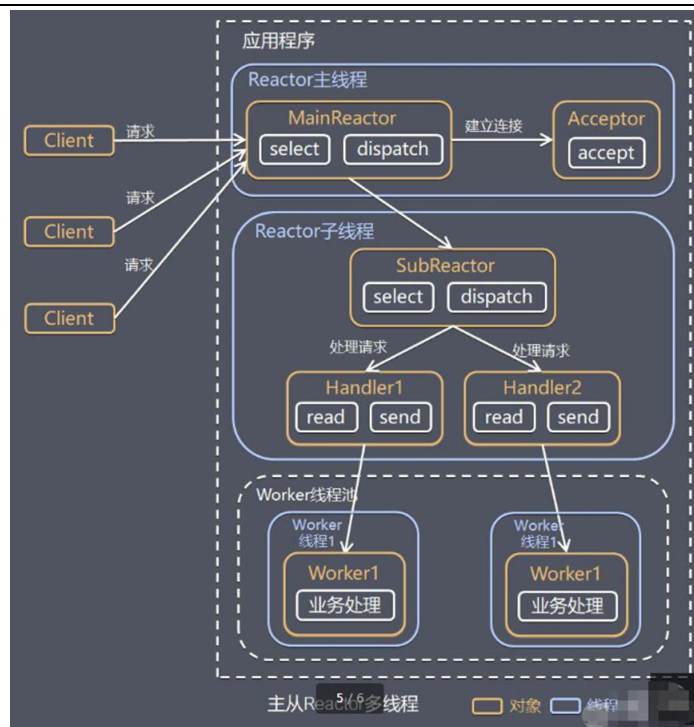 应用程序
Reactor主线程
MainReactor
select
dispatch
建立连接
Acceptor
accept
Client
请求
Client
请求
Client
请求
Reactor子线程
SubReactor
select
dispatch
处理请求
处理请求
Handler1
read
send
Handler2
read
send
Worker线程池
Worker
线程1
Worker1
业务处理
Worker
线程1
Worker1
业务处理
主从Reactor多线程
5 / 6
对象
线程